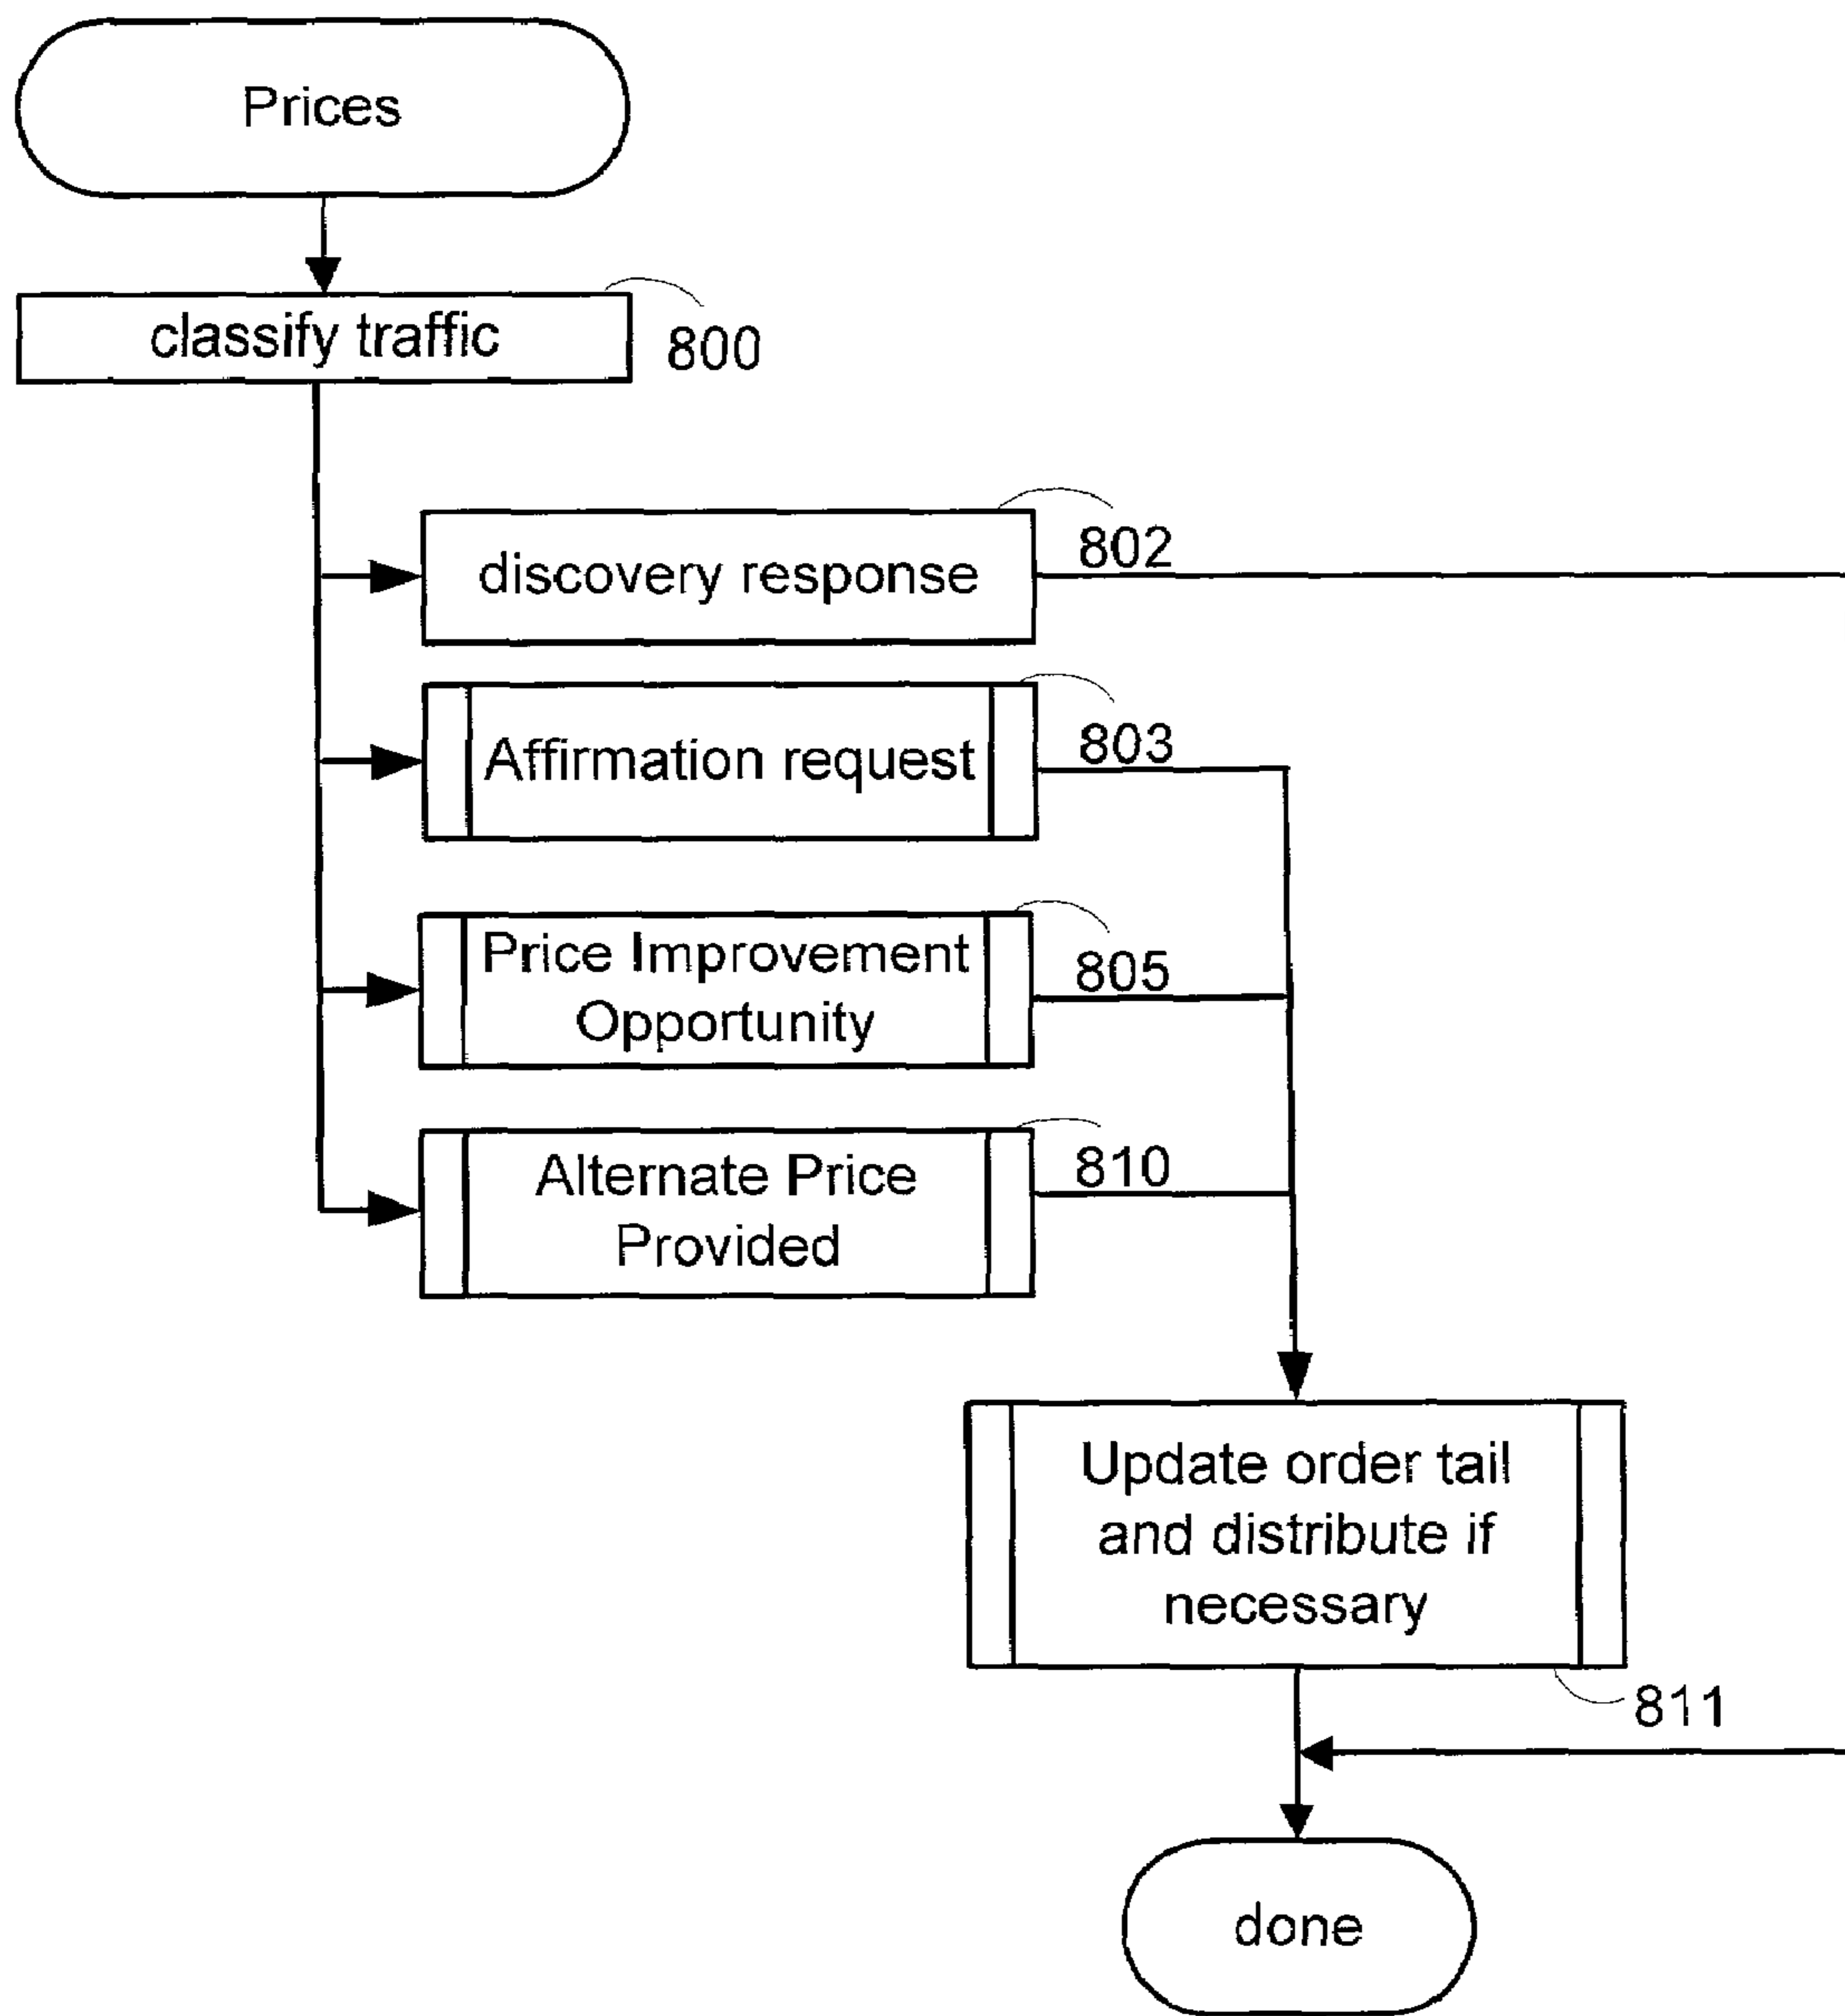 Prices
classify traffic
800
discovery response
802
Affirmation request
803
Price Improvement
Opportunity
805
Alternate Price
Provided
810
Update order tail
and distribute if
necessary
811
done